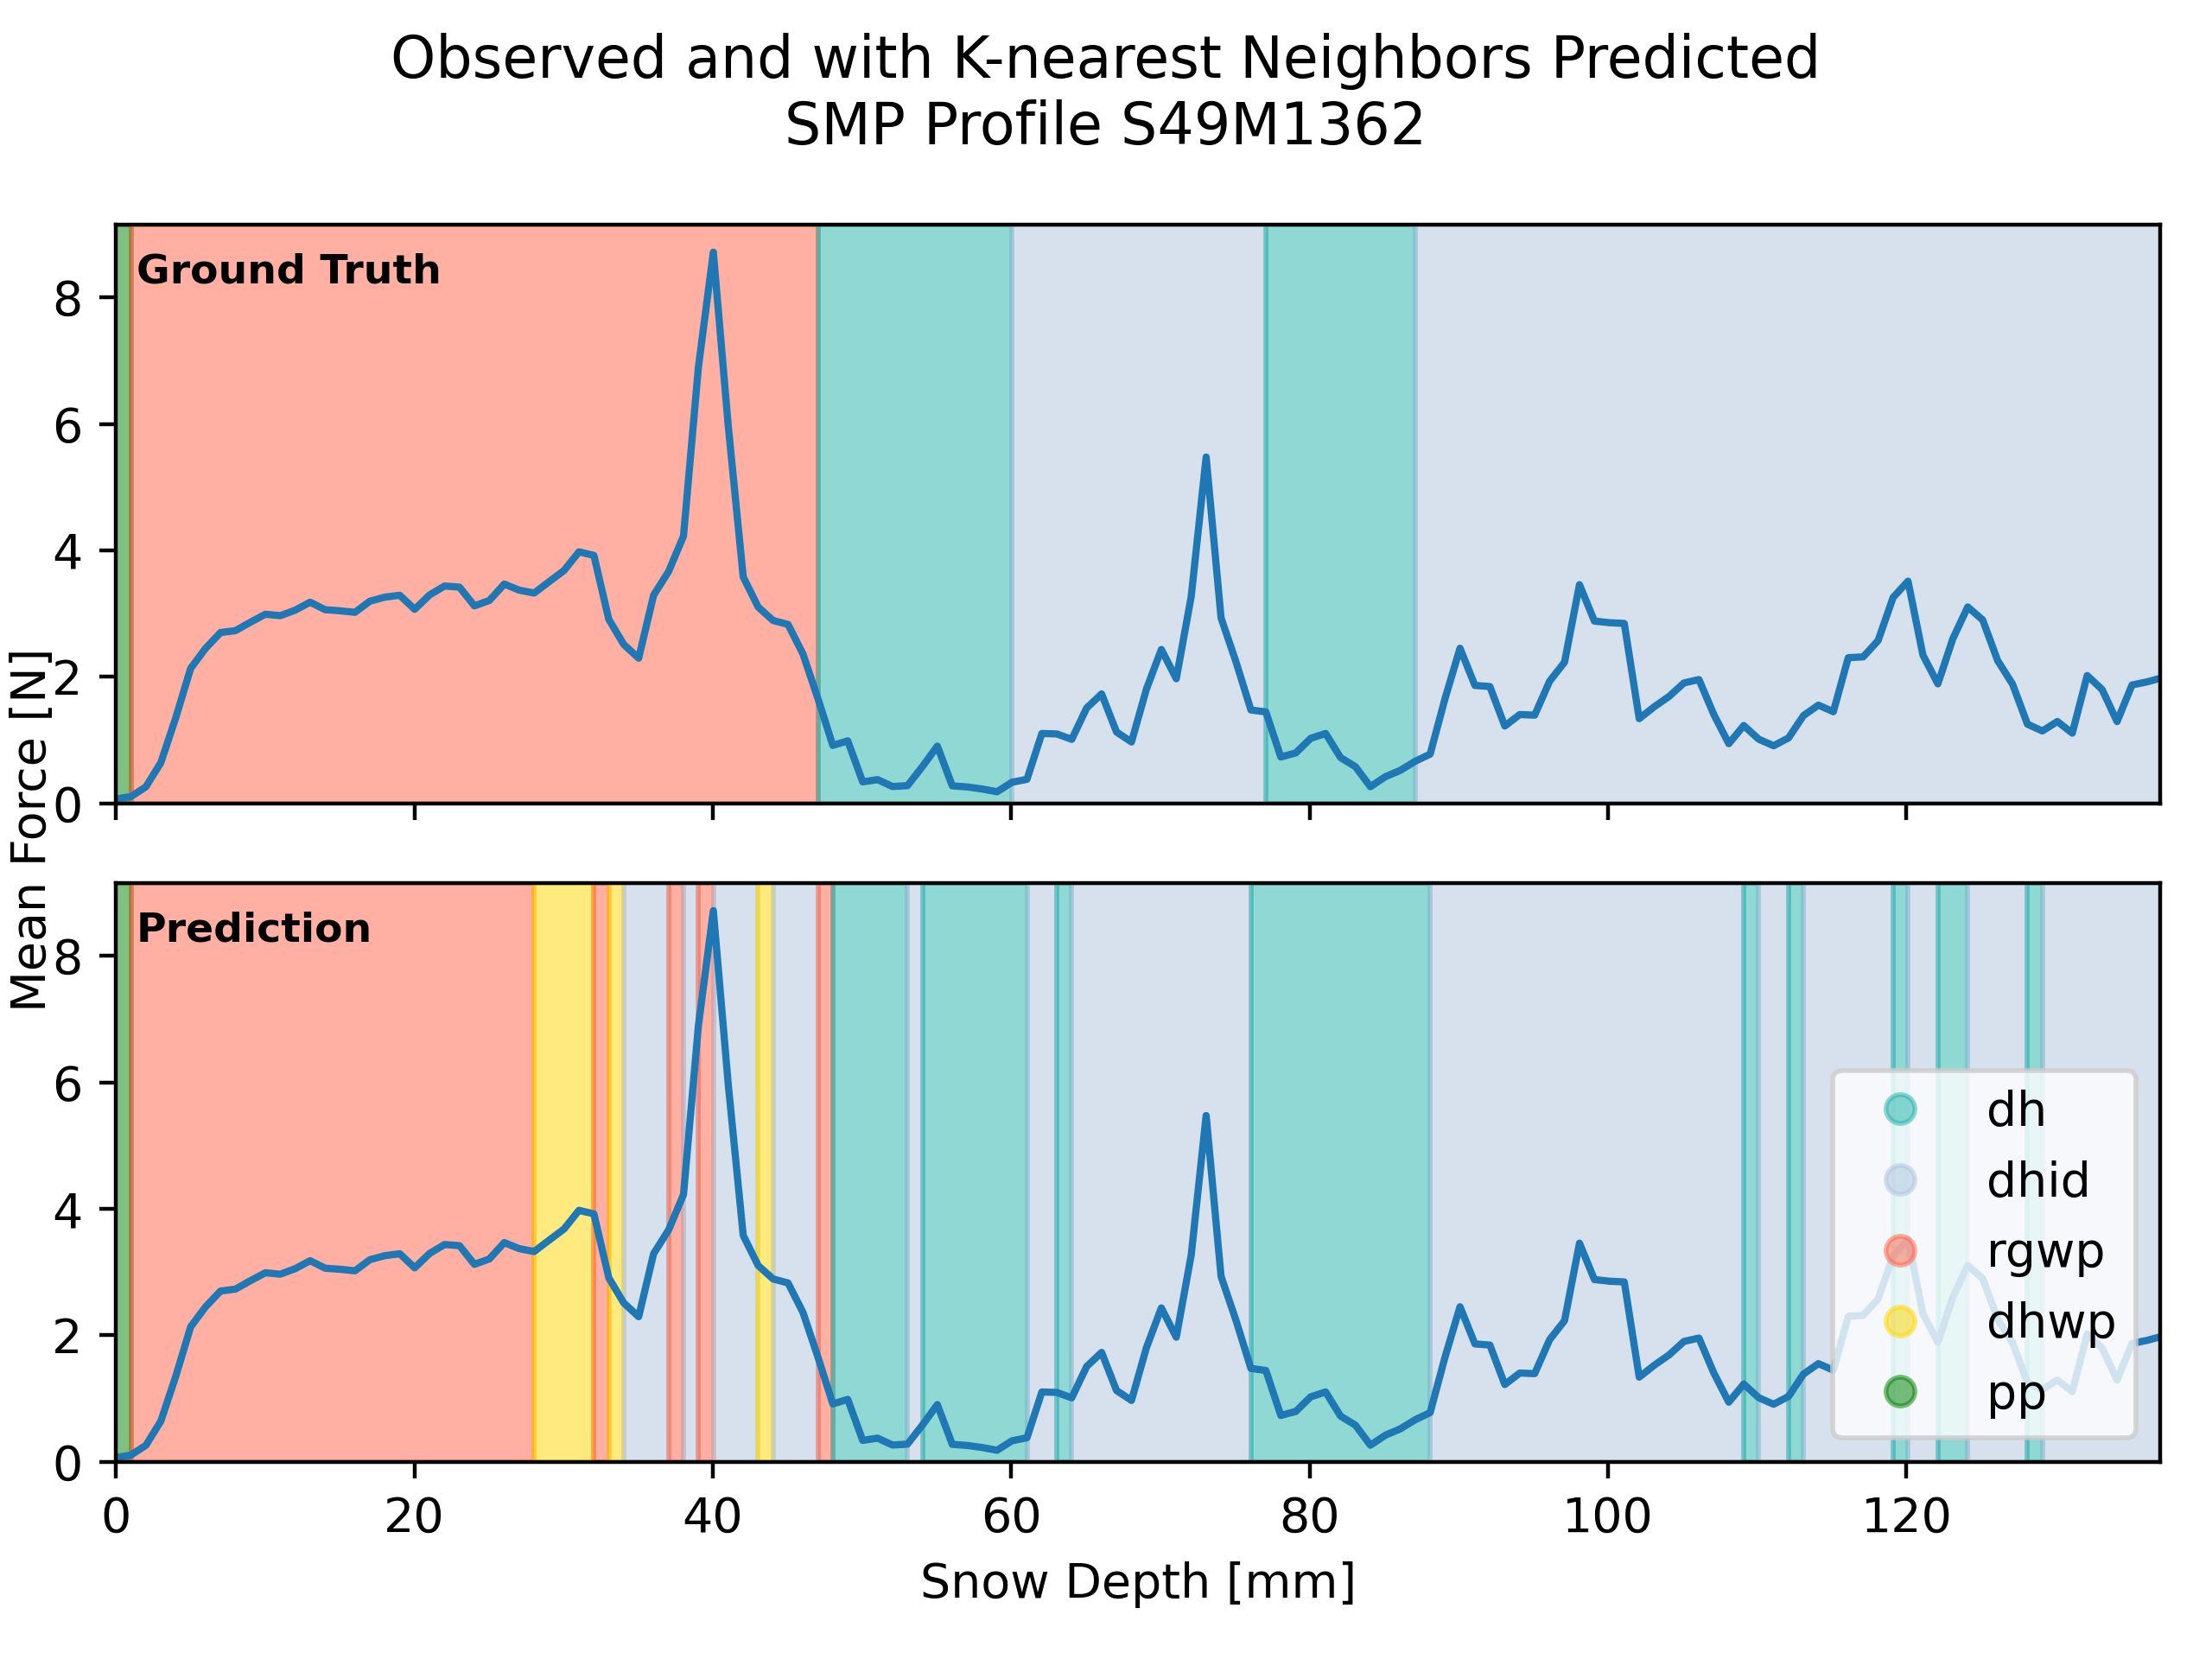 Observed and with K-nearest Neighbors Predicted
SMP Profile S49M1362
Mean Force [N]
Ground Truth
8
6
4
2
0
Prediction
8
6
4
2
0
dh
dhid
rgwp
dhwp
pp
0 20 40 60 80 100 120
Snow Depth [mm]